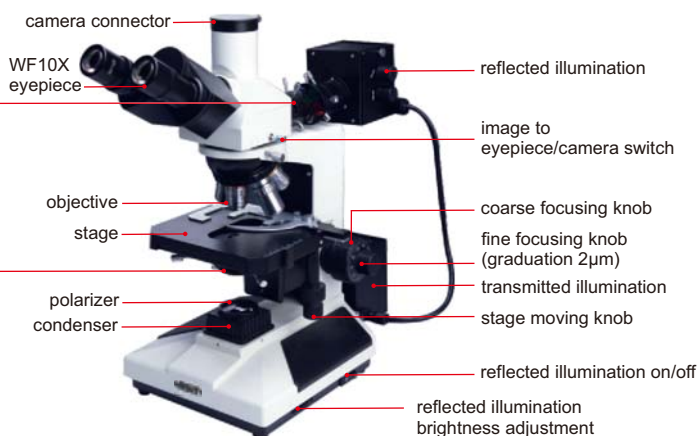 camera connector
WF10X
eyepiece
objective
stage
polarizer
condenser
reflected illumination
image to
eyepiece/camera switch
coarse focusing knob
fine focusing knob
(graduation 2μm)
transmitted illumination
stage moving knob
reflected illumination on/off
reflected illumination
brightness adjustment